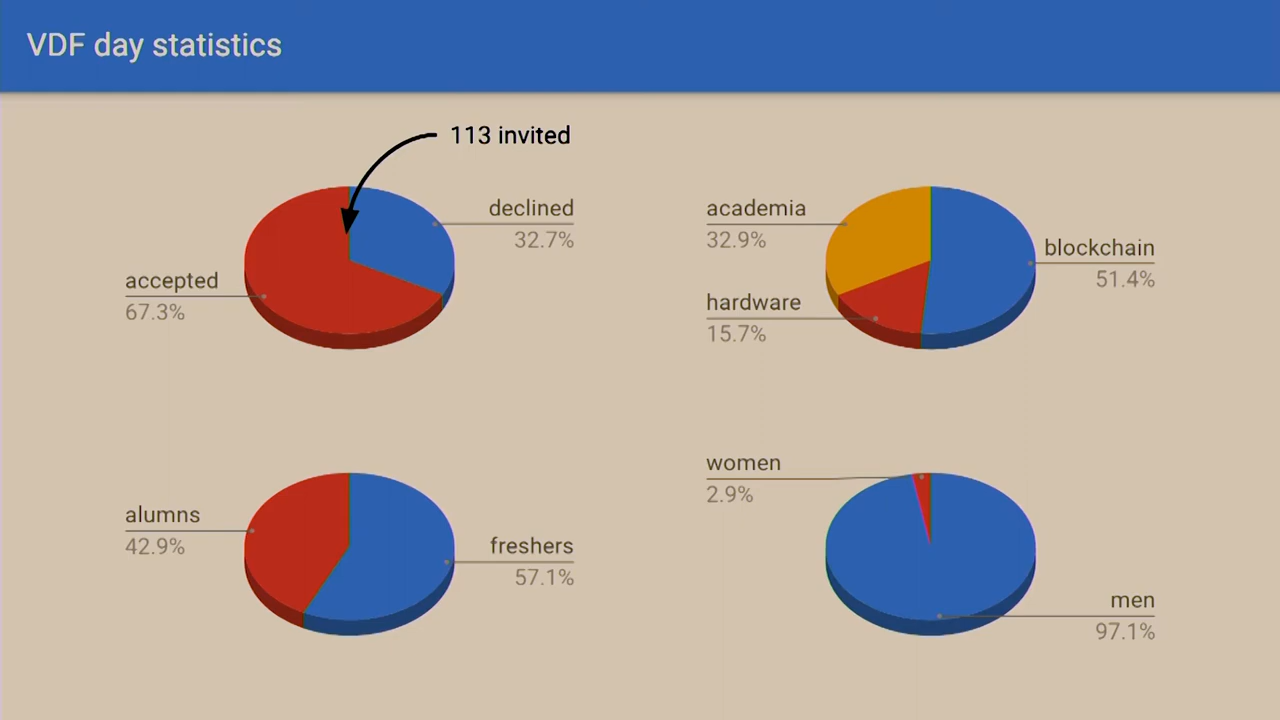 VDF day statistics
113 invited
declined
32.7%
accepted
67.3%
academia
32.9%
blockchain
51.4%
hardware
15.7%
alumns
42.9%
freshers
57.1%
women
2.9%
men
97.1%